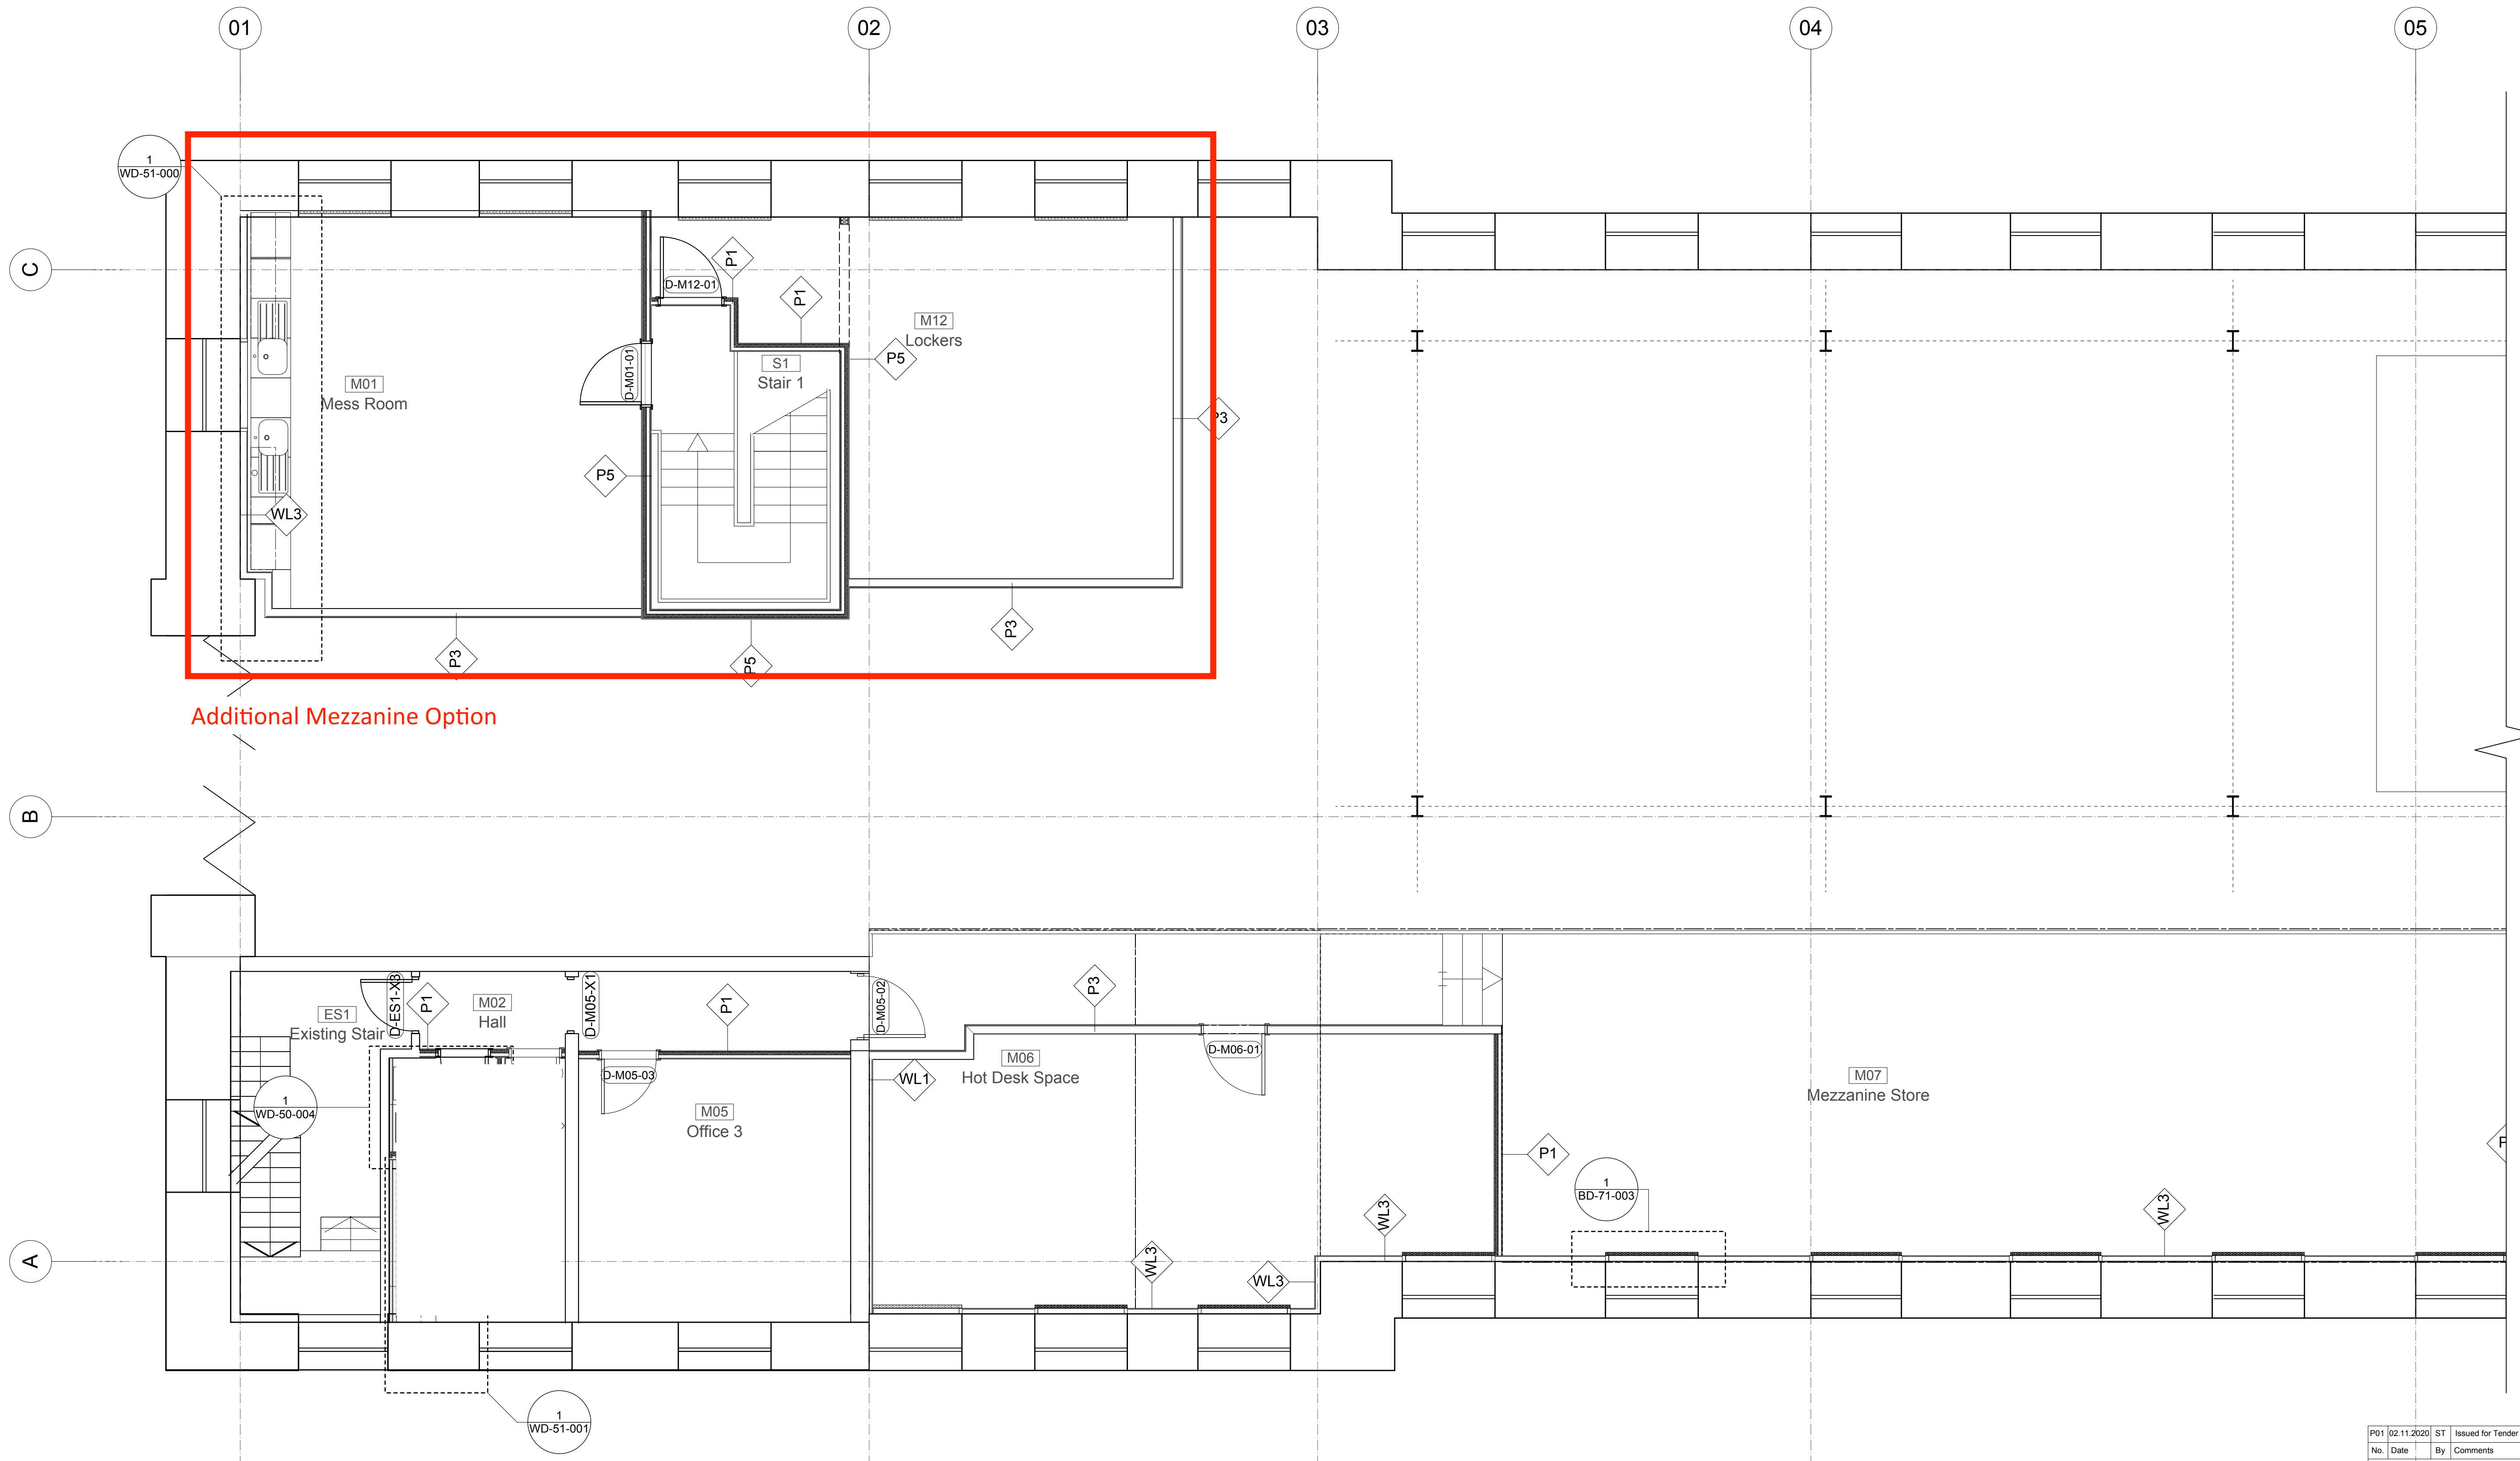 01
02
03
04
05
1
WD-51-000
C
D-M12-01
P1
P1
M12
Lockers
M01
Mess Room
D-M01-01
S1
Stair 1
P5
P3
P5
WL3
P3
P5
P3
Additional Mezzanine Option
B
ES1
Existing Stair
D-ES1-X3
P1
M02
Hall
D-M05-X1
P1
D-M05-02
P3
M06
Hot Desk Space
D-M06-01
D-M05-03
WL1
1
WD-50-004
M05
Office 3
M07
Mezzanine Store
P1
1
BD-71-003
WL3
WL3
WL3
WL3
A
1
WD-51-001
P01 02.11.2020 ST Issued for Tender
No. Date By Comments